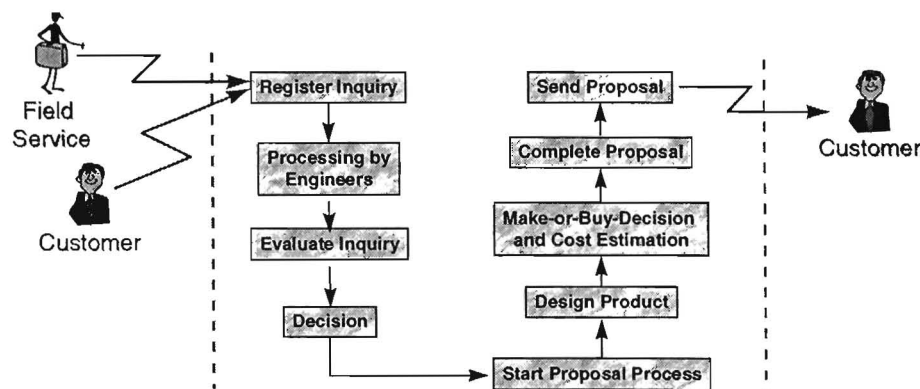 Field
Service
Customer
Register Inquiry
Processing by
Engineers
Evaluate Inquiry
Decision
Start Proposal Process
Design Product
Make-or-Buy-Decision
and Cost Estimation
Complete Proposal
Send Proposal
Customer